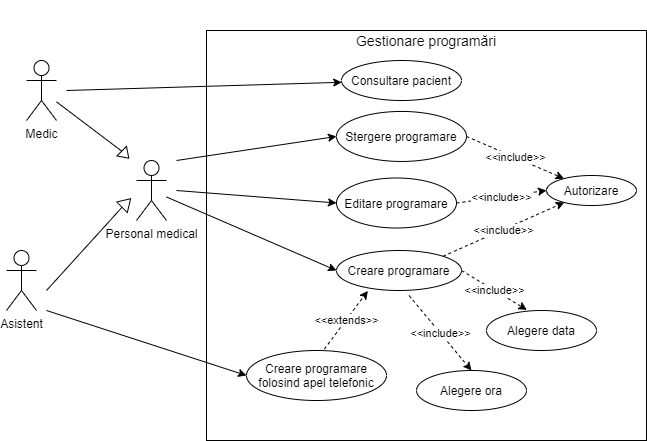 Gestionare programări
Consultare pacient
Medic
Stergere programare
<<include>>
Autorizare
Personal medical
Editare programare
<<include>>
<<include>>
Creare programare
<<include>>
Asistent
<<extends>>
<<include>>
Alegere data
Creare programare
folosind apel telefonic
Alegere ora